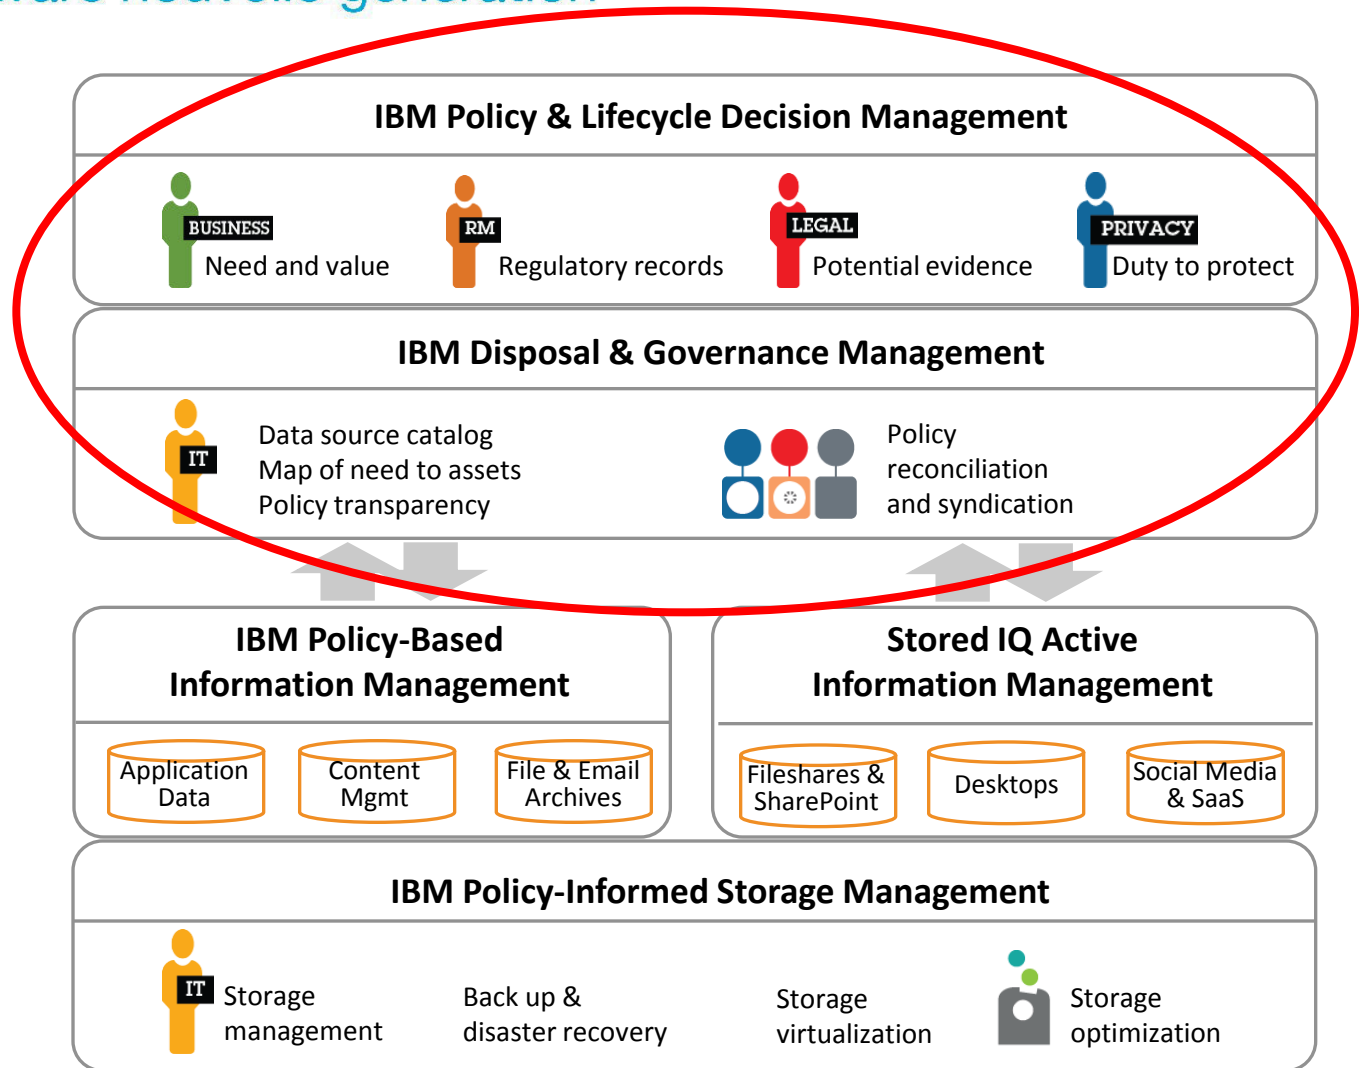 nouvelle génération
IBM Policy & Lifecycle Decision Management
BUSINESS
Need and value
RM
Regulatory records
LEGAL
Potential evidence
PRIVACY
Duty to protect
IBM Disposal & Governance Management
IT
Data source catalog
Map of need to assets
Policy transparency
Policy
reconciliation
and syndication
IBM Policy-Based
Information Management
Application
Data
Content
Mgmt
File & Email
Archives
Stored IQ Active
Information Management
Fileshares &
SharePoint
Desktops
Social Media
& SaaS
IBM Policy-Informed Storage Management
IT
Storage
management
Back up &
disaster recovery
Storage
virtualization
Storage
optimization